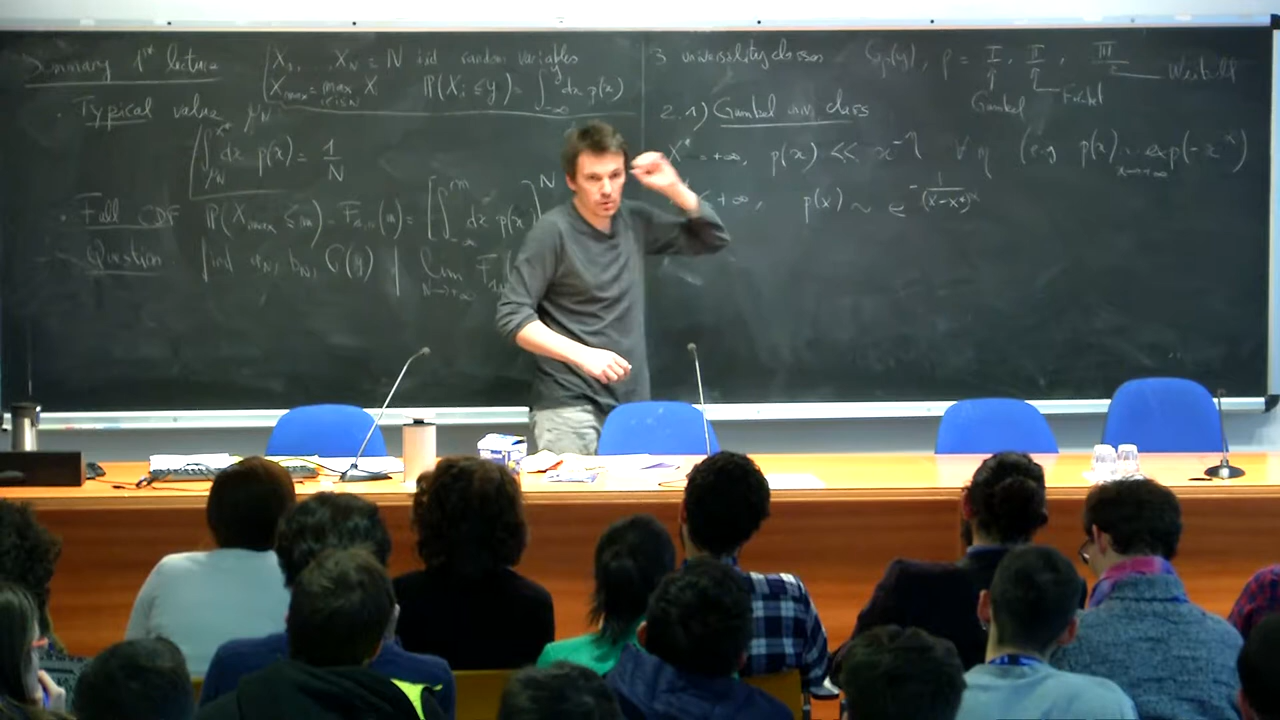 Summary 1st lecture
X1, ... XN = N iid random variables
Xmax = max X 1≤i≤N
P(Xi ≤ y) = ∫_{-∞}^{y} dx p(x)
· Typical value μN
∫_{μN}^{x*} dx p(x) = 1/N
· Full CDF P(Xmax ≤ m) = F (m) = [∫_{-∞}^{m} dx p(x)]^N
· Question find aN, bN, G(y) | lim N→+∞ F
3 universality classes Gρ(y), ρ = I, II, III
Gumbel Fréchet Weibull
2.1) Gumbel univ. class
X* = +∞, p(x) << x^{-η} ∀ η (e.g. p(x) ~ x→+∞ exp(-x^α))
< +∞, p(x) ~ e^{-1/(x-x*)^α}